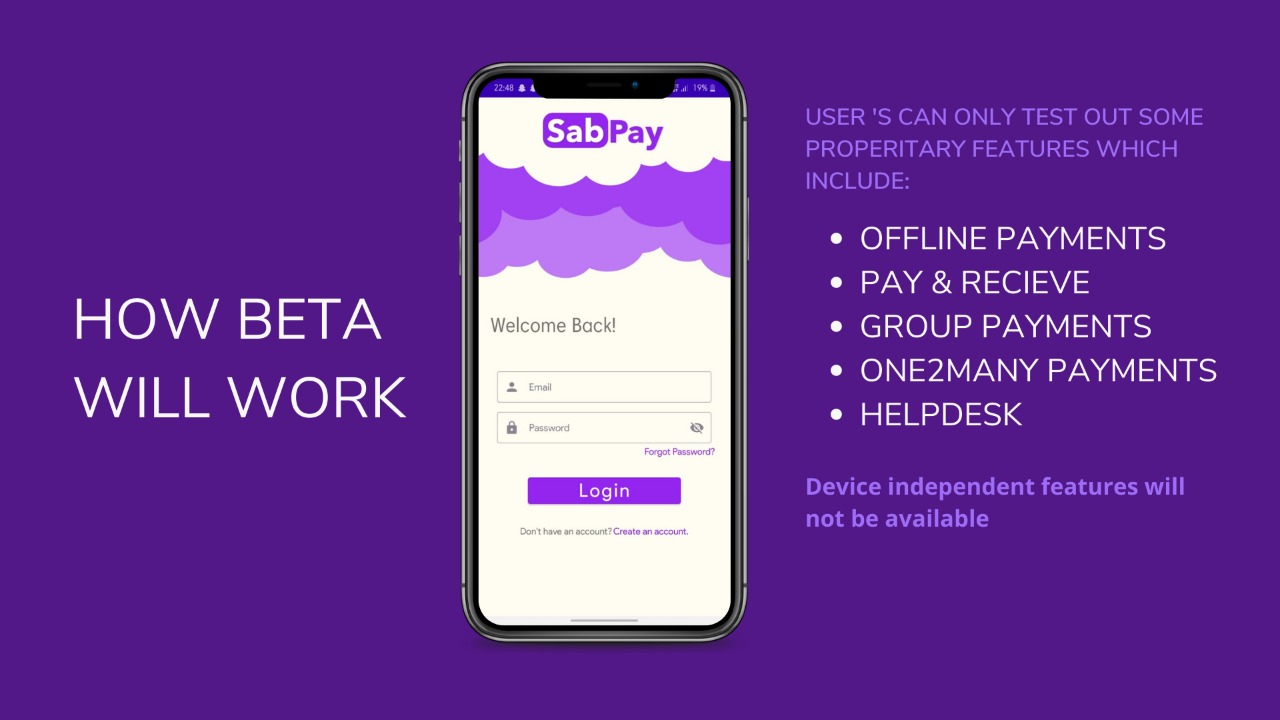 HOW BETA
WILL WORK
22:48
19%
SabPay
Welcome Back!
Email
Password
Forgot Password?
Login
Don't have an account? Create an account.
USER 'S CAN ONLY TEST OUT SOME
PROPERITARY FEATURES WHICH
INCLUDE:
• OFFLINE PAYMENTS
• PAY & RECIEVE
• GROUP PAYMENTS
• ONE2MANY PAYMENTS
• HELPDESK
Device independent features will
not be available